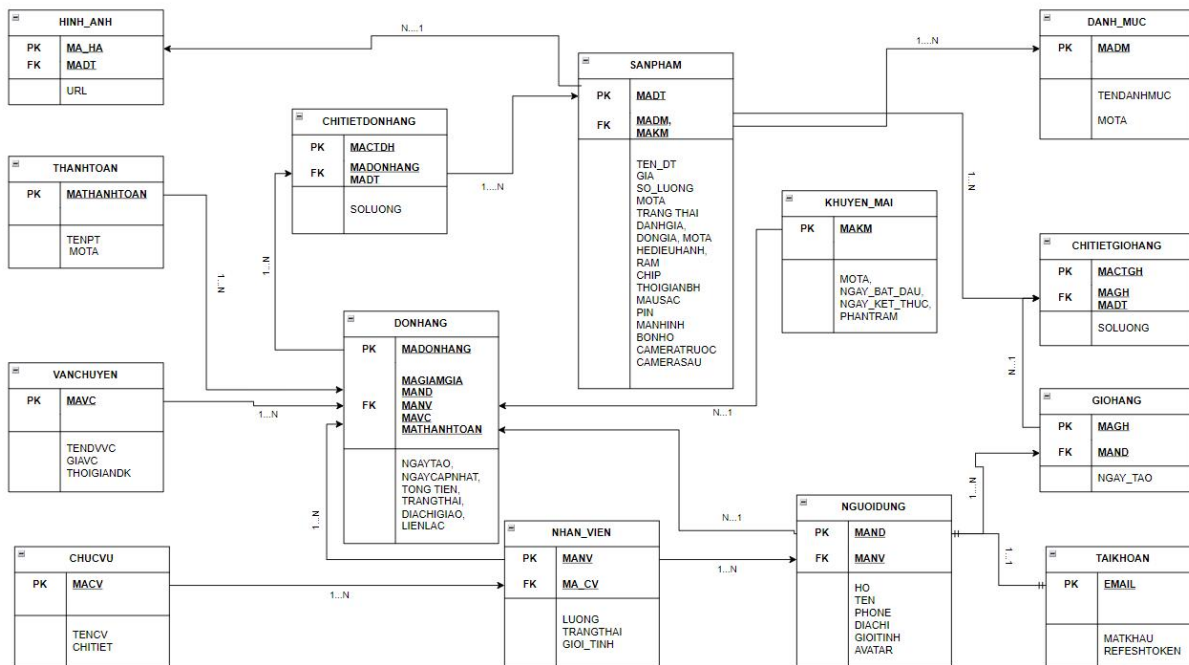 HINH_ANH
PK MA_HA
FK MADT
URL
N....1
1....N
DANH_MUC
PK MADM
TENDANHMUC
MOTA
SANPHAM
PK MADT
FK MADM,
MAKM
TEN_DT
GIA
SO_LUONG
MOTA
TRANG THAI
DANHGIA,
DONGIA, MOTA
HEDIEUHANH,
RAM
CHIP
THOIGIANBH
MAUSAC
PIN
MANHINH
BONHO
CAMERATRUOC
CAMERASAU
CHITIETDONHANG
PK MACTDH
FK MADONHANG
MADT
SOLUONG
1....N
1...N
THANHTOAN
PK MATHANHTOAN
TENPT
MOTA
1...N
1...N
KHUYEN_MAI
PK MAKM
MOTA,
NGAY_BAT_DAU,
NGAY_KET_THUC,
PHANTRAM
CHITIETGIOHANG
PK MACTGH
FK MAGH
MADT
SOLUONG
N...1
DONHANG
PK MADONHANG
FK MAGIAMGIA
MAND
MANV
MAVC
MATHANHTOAN
NGAYTAO,
NGAYCAPNHAT,
TONG TIEN,
TRANGTHAI,
DIACHIGIAO,
LIENLAC
N...1
VANCHUYEN
PK MAVC
TENDVVC
GIAVC
THOIGIANDK
1...N
GIOHANG
PK MAGH
FK MAND
NGAY_TAO
1...N
1...N
N...1
NGUOIDUNG
PK MAND
FK MANV
HO
TEN
PHONE
DIACHI
GIOITINH
AVATAR
NHAN_VIEN
PK MANV
FK MA_CV
LUONG
TRANGTHAI
GIOI_TINH
1...N
1...1
CHUCVU
PK MACV
TENCV
CHITIET
1...N
TAIKHOAN
PK EMAIL
MATKHAU
REFESHTOKEN